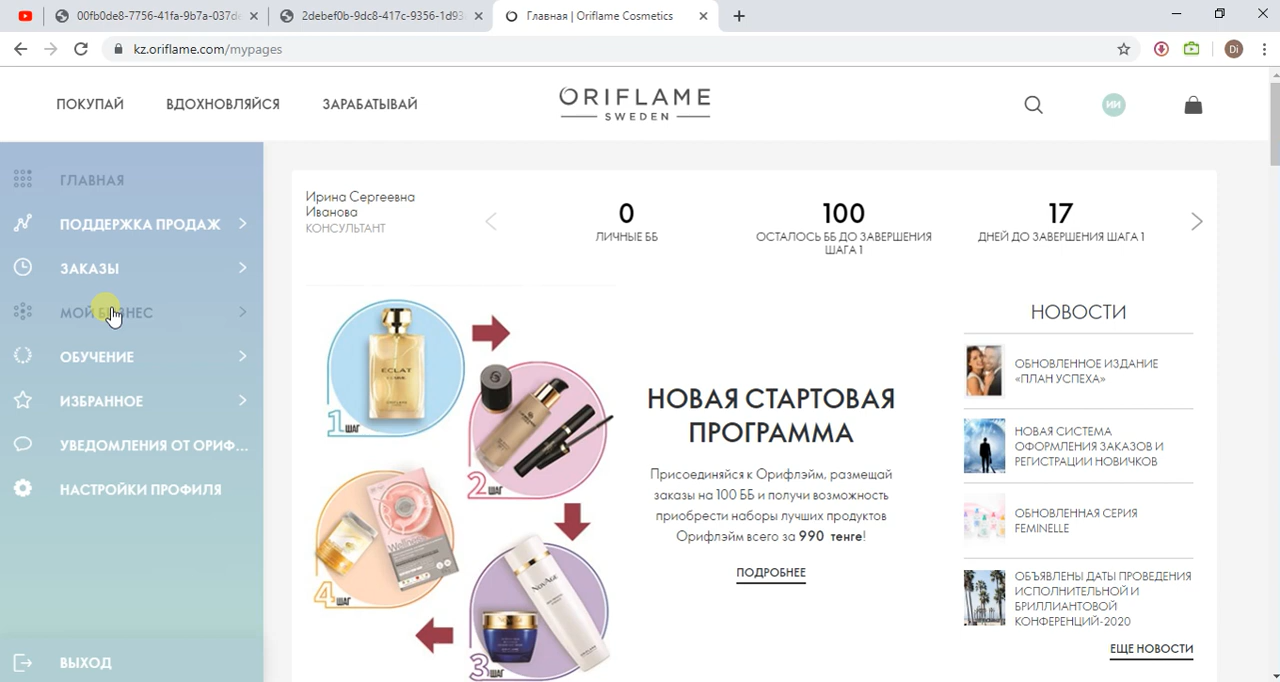 00fb0de8-7756-41fa-9b7a-037de
2debef0b-9dc8-417c-9356-1d93
Главная | Oriflame Cosmetics
kz.oriflame.com/mypages
Di
ПОКУПАЙ
ВДОХНОВЛЯЙСЯ
ЗАРАБАТЫВАЙ
ORIFLAME
SWEDEN
ИИ
ГЛАВНАЯ
ПОДДЕРЖКА ПРОДАЖ
ЗАКАЗЫ
МОЙ БИЗНЕС
ОБУЧЕНИЕ
ИЗБРАННОЕ
УВЕДОМЛЕНИЯ ОТ ОРИФ...
НАСТРОЙКИ ПРОФИЛЯ
ВЫХОД
Ирина Сергеевна
Иванова
КОНСУЛЬТАНТ
0
ЛИЧНЫЕ ББ
100
ОСТАЛОСЬ ББ ДО ЗАВЕРШЕНИЯ
ШАГА 1
17
ДНЕЙ ДО ЗАВЕРШЕНИЯ ШАГА 1
ECLAT
1 ШАГ
2 ШАГ
4 ШАГ
3 ШАГ
НОВАЯ СТАРТОВАЯ
ПРОГРАММА
Присоединяйся к Орифлэйм, размещай
заказы на 100 ББ и получи возможность
приобрести наборы лучших продуктов
Орифлэйм всего за 990 тенге!
ПОДРОБНЕЕ
НОВОСТИ
ОБНОВЛЕННОЕ ИЗДАНИЕ
«ПЛАН УСПЕХА»
НОВАЯ СИСТЕМА
ОФОРМЛЕНИЯ ЗАКАЗОВ И
РЕГИСТРАЦИИ НОВИЧКОВ
ОБНОВЛЕННАЯ СЕРИЯ
FEMINELLE
ОБЪЯВЛЕНЫ ДАТЫ ПРОВЕДЕНИЯ
ИСПОЛНИТЕЛЬНОЙ И
БРИЛЛИАНТОВОЙ
КОНФЕРЕНЦИЙ-2020
ЕЩЕ НОВОСТИ